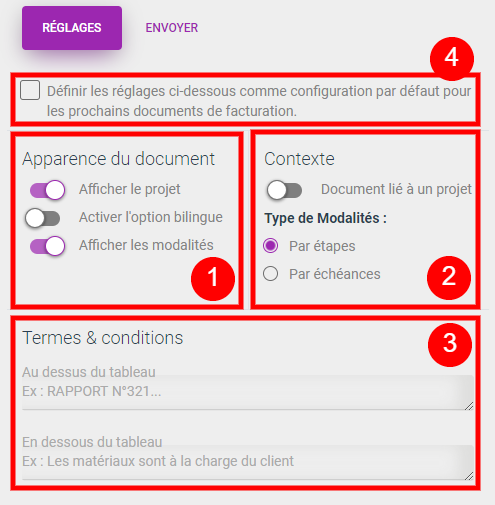 RÉGLAGES ENVOYER
4
Définir les réglages ci-dessous comme configuration par défaut pour
les prochains documents de facturation.
Apparence du document
Afficher le projet
Activer l'option bilingue
Afficher les modalités
1
Contexte
Document lié à un projet
Type de Modalités :
Par étapes
Par échéances
2
Termes & conditions
3
Au dessus du tableau
Ex : RAPPORT N°321...
En dessous du tableau
Ex : Les matériaux sont à la charge du client